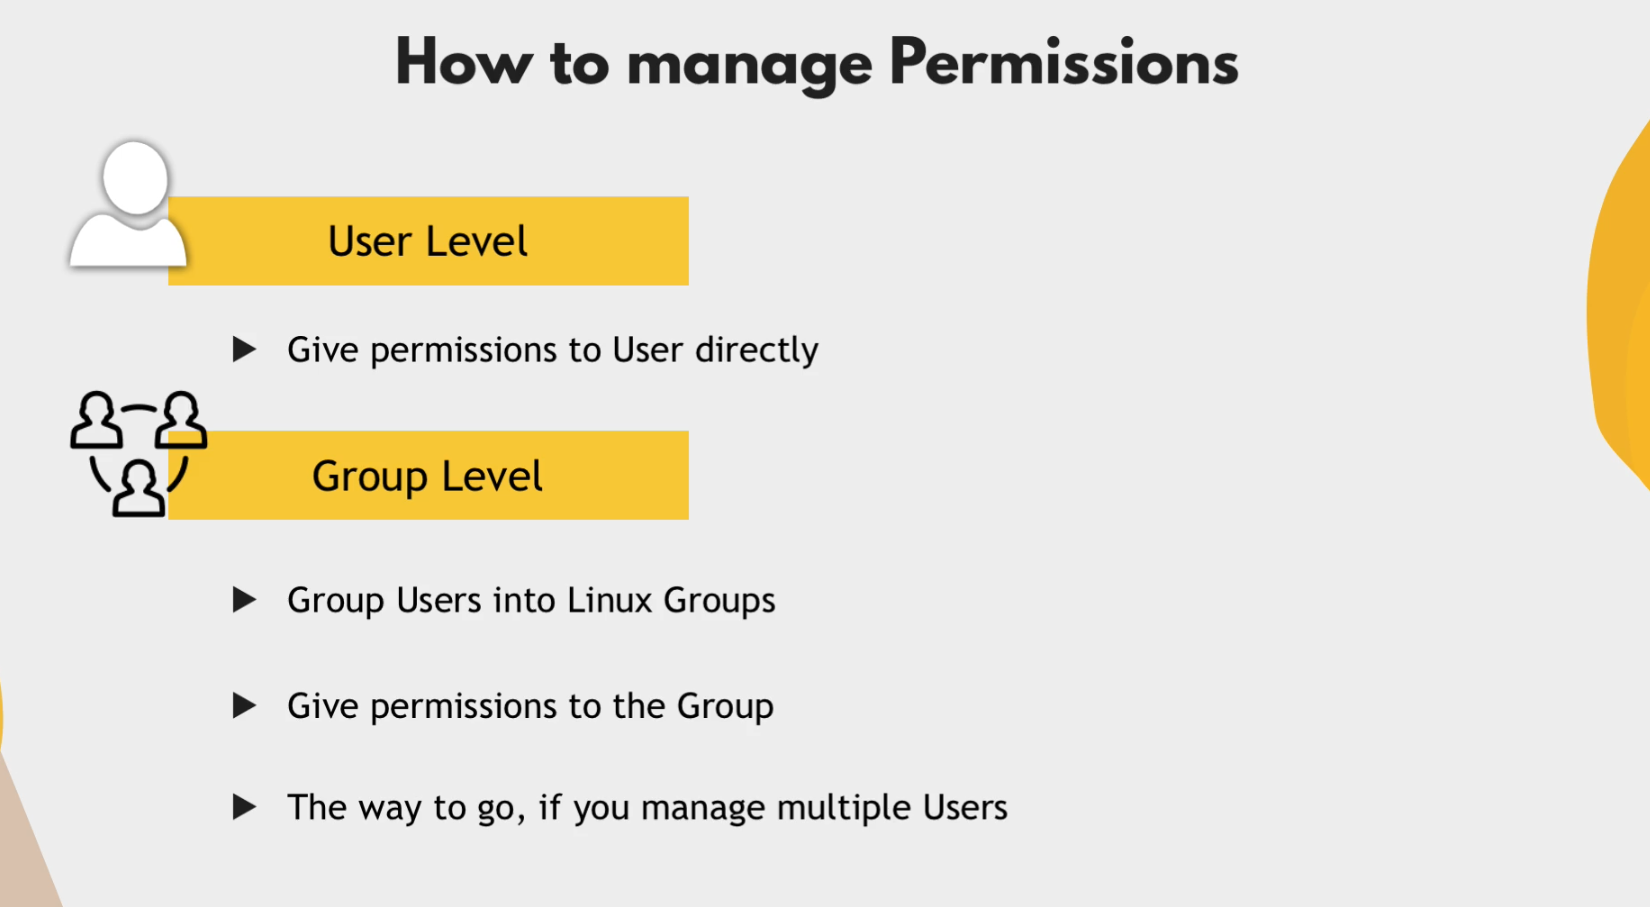 How to manage Permissions
User Level
Give permissions to User directly
Group Level
Group Users into Linux Groups
Give permissions to the Group
The way to go, if you manage multiple Users